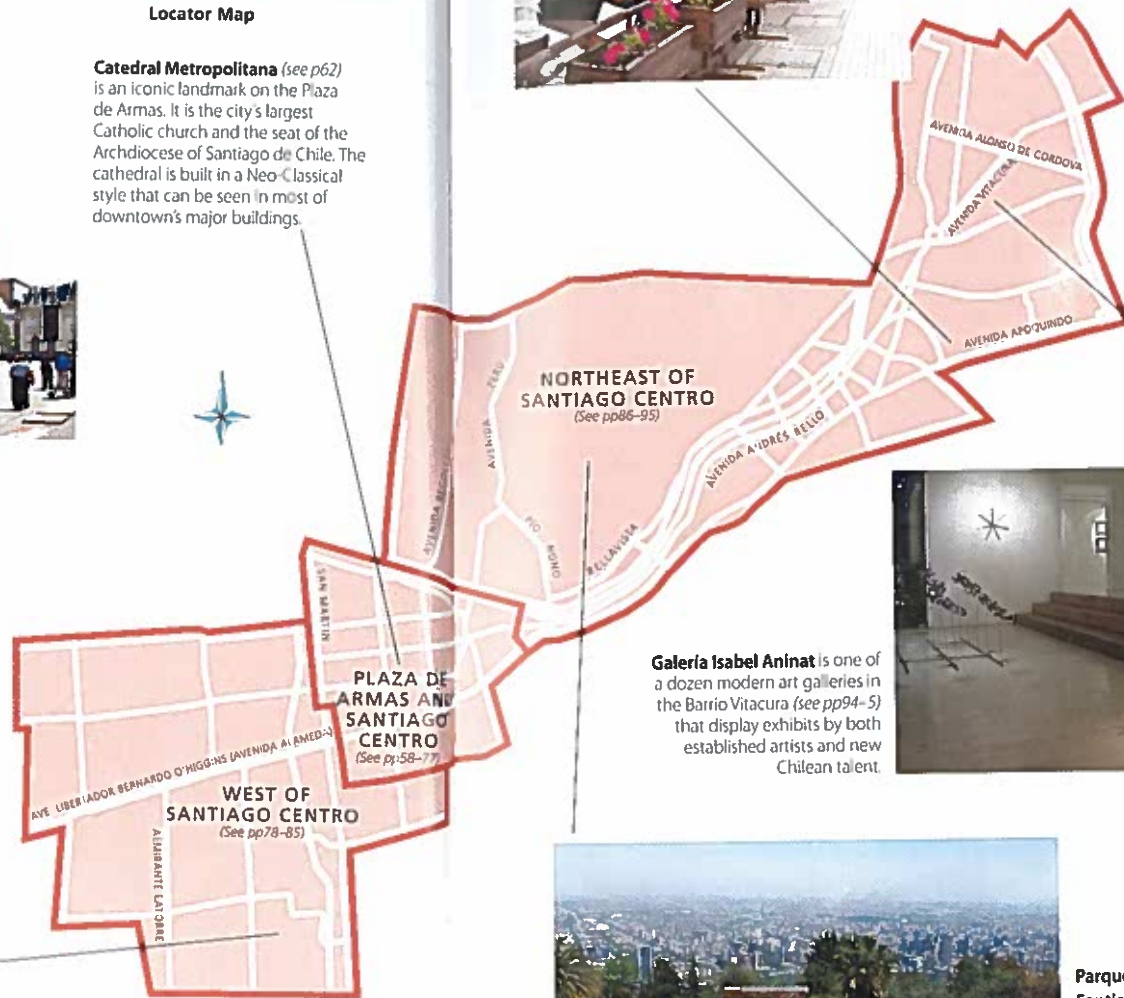 Locator Map
Catedral Metropolitana (see p62)
is an iconic landmark on the Plaza
de Armas. It is the city's largest
Catholic church and the seat of the
Archdiocese of Santiago de Chile. The
cathedral is built in a Neo-Classical
style that can be seen in most of
downtown's major buildings.
AVENIDA ALONSO DE CORDOVA
AVENIDA VITACURA
AVENIDA APOQUINDO
NORTHEAST OF
SANTIAGO CENTRO
(See pp86–95)
AVENIDA PERU
AVENIDA ANDRES BELLO
AVENIDA
PIO NONO
BELLAVISTA
SAN MARTIN
PLAZA DE
ARMAS AND
SANTIAGO
CENTRO
(See pp58–77)
AVE LIBERTADOR BERNARDO O'HIGGINS (AVENIDA ALAMEDA)
WEST OF
SANTIAGO CENTRO
(See pp78–85)
ALMIRANTE LATORRE
Galería Isabel Aninat is one of
a dozen modern art galleries in
the Barrio Vitacura (see pp94–5)
that display exhibits by both
established artists and new
Chilean talent.
Parque